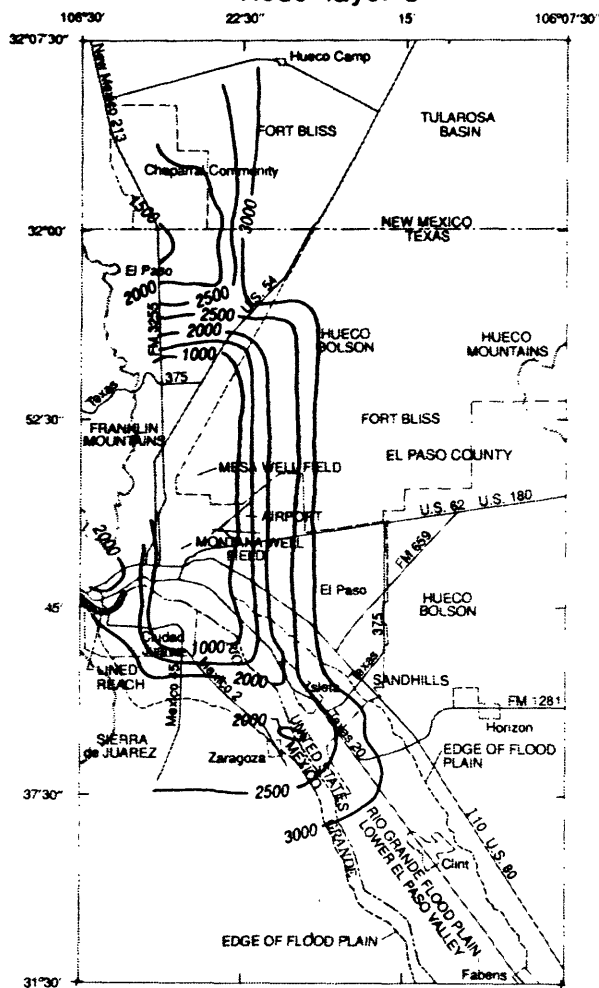 106°30'
22'30"
15
106°07'30"
32°07'30"
Hueco Camp
New Mexico 213
TULAROSA
BASIN
FORT BLISS
Chaparral Community
1500
3000
NEW MEXICO
TEXAS
32°00'
El Paso
2000
2500
U.S. 54
FM 3255
2500
2000
1000
HUECO
BOLSON
HUECO
MOUNTAINS
375
Texas
52'30"
FRANKLIN
MOUNTAINS
FORT BLISS
EL PASO COUNTY
MESA WELL FIELD
U.S. 62
U.S. 180
AIRPORT
MONTANA WELL
FIELD
FM 659
2000
El Paso
HUECO
BOLSON
45'
375
Ciudad
Juarez
1000
LINED
REACH
Mexico 45
Mexico 2
2000
Ysleta
Texas
SANDHILLS
FM 1281
Horizon
2000
Texas 20
SIERRA
de JUAREZ
UNITED STATES
MEXICO
Zaragoza
EDGE OF FLOOD
PLAIN
37'30"
2500
3000
GRANDE
RIO GRANDE FLOOD PLAIN
LOWER EL PASO VALLEY
I 10
U.S. 80
Clint
EDGE OF FLOOD PLAIN
Fabens
31°30'